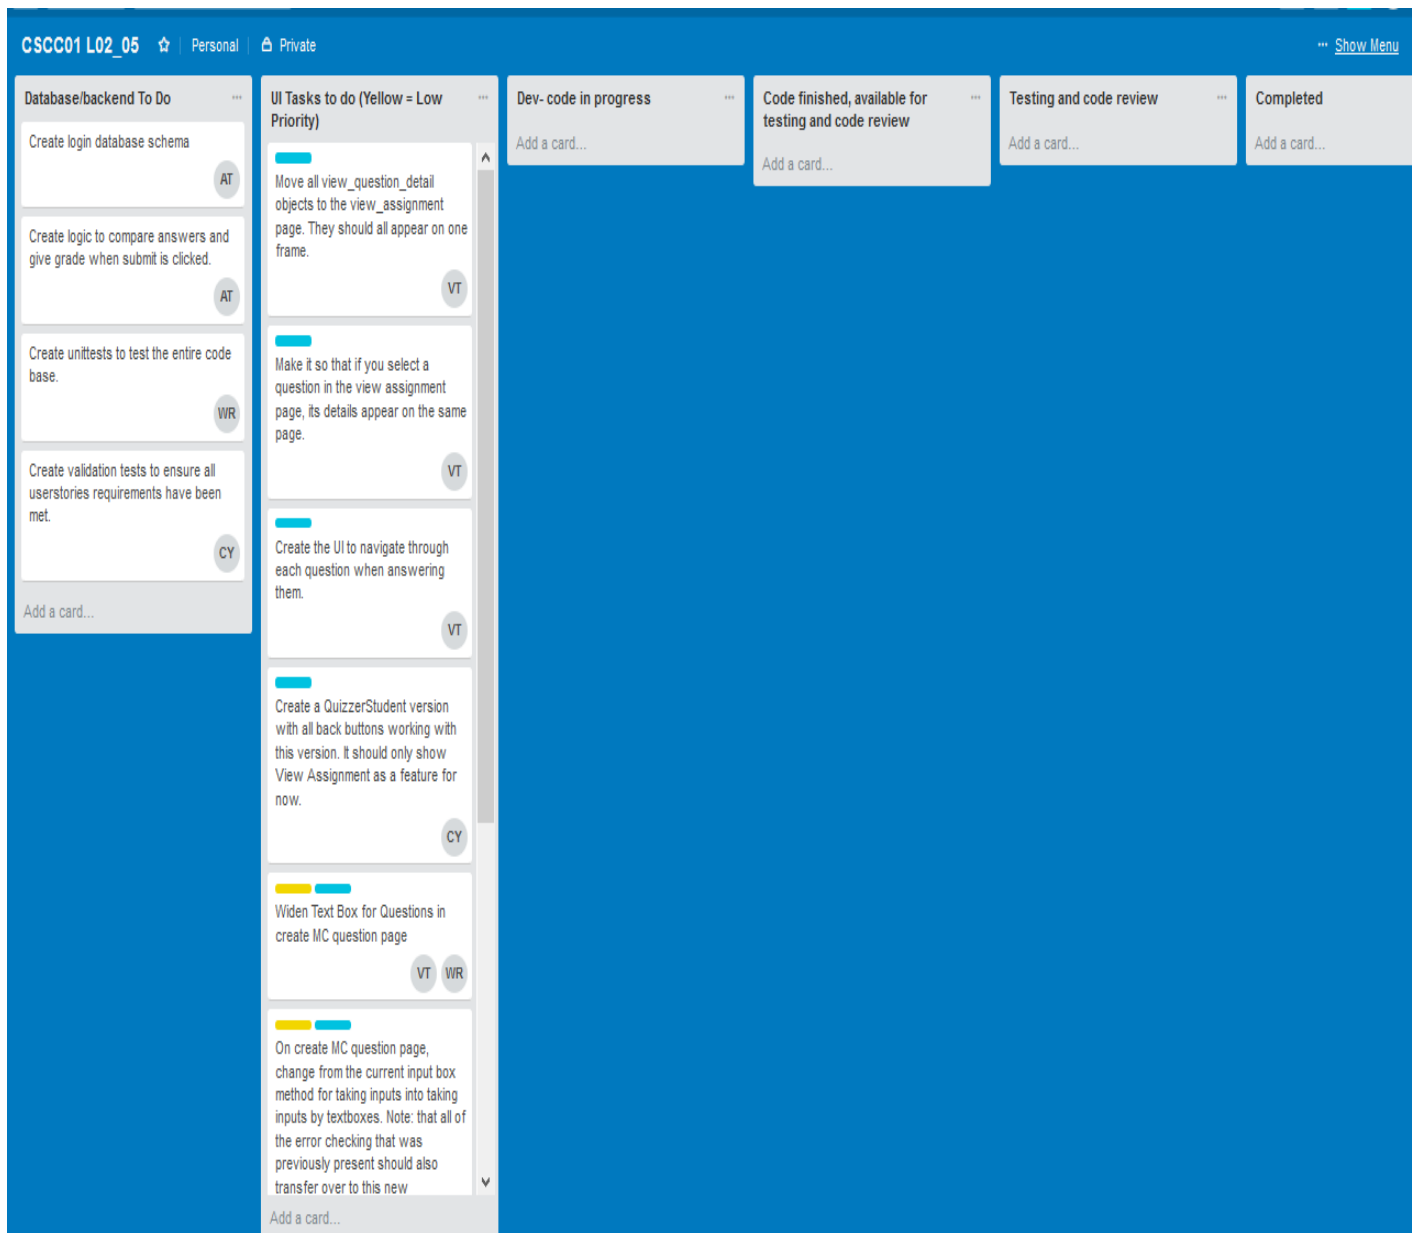 CSCC01 L02_05 Personal Private ... Show Menu
Database/backend To Do ...
Create login database schema
AT
Create logic to compare answers and
give grade when submit is clicked.
AT
Create unittests to test the entire code
base.
WR
Create validation tests to ensure all
userstories requirements have been
met.
CY
Add a card...
UI Tasks to do (Yellow = Low ...
Priority)
Move all view_question_detail
objects to the view_assignment
page. They should all appear on one
frame.
VT
Make it so that if you select a
question in the view assignment
page, its details appear on the same
page.
VT
Create the UI to navigate through
each question when answering
them.
VT
Create a QuizzerStudent version
with all back buttons working with
this version. It should only show
View Assignment as a feature for
now.
CY
Widen Text Box for Questions in
create MC question page
VT WR
On create MC question page,
change from the current input box
method for taking inputs into taking
inputs by textboxes. Note: that all of
the error checking that was
previously present should also
transfer over to this new
Add a card...
Dev- code in progress ...
Add a card...
Code finished, available for ...
testing and code review
Add a card...
Testing and code review ...
Add a card...
Completed
Add a card...